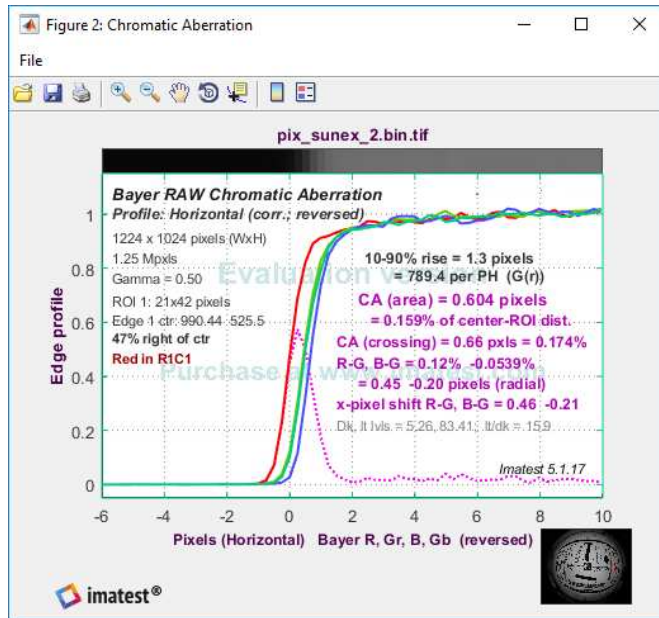 Figure 2: Chromatic Aberration
File
pix_sunex_2.bin.tif
Bayer RAW Chromatic Aberration
Profile: Horizontal (corr.; reversed)
1224 x 1024 pixels (WxH)
1.25 Mpxls
Gamma = 0.50
ROI 1: 21x42 pixels
Edge 1 ctr: 990.44 525.5
47% right of ctr
Red in R1C1
10-90% rise = 1.3 pixels
= 789.4 per PH (G(r))
CA (area) = 0.604 pixels
= 0.159% of center-ROI dist.
CA (crossing) = 0.66 pxls = 0.174%
R-G, B-G = 0.12% -0.0539%
= 0.45 -0.20 pixels (radial)
x-pixel shift R-G, B-G = 0.46 -0.21
Dk, lt lvls. = 5.26, 83.41; lt/dk = 15.9
Evaluation version
Purchase at www.imatest.com
Imatest 5.1.17
Edge profile
1
0.8
0.6
0.4
0.2
0
-6 -4 -2 0 2 4 6 8 10
Pixels (Horizontal) Bayer R, Gr, B, Gb (reversed)
imatest®